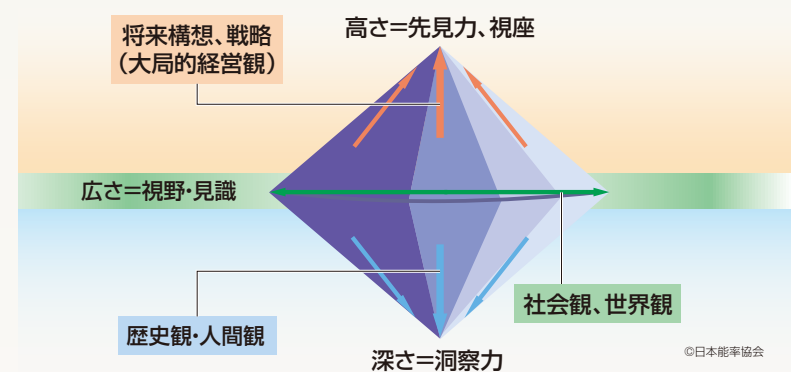 高さ＝先見力、視座
将来構想、戦略
（大局的経営観）
広さ＝視野・見識
社会観、世界観
歴史観・人間観
深さ＝洞察力
©日本能率協会